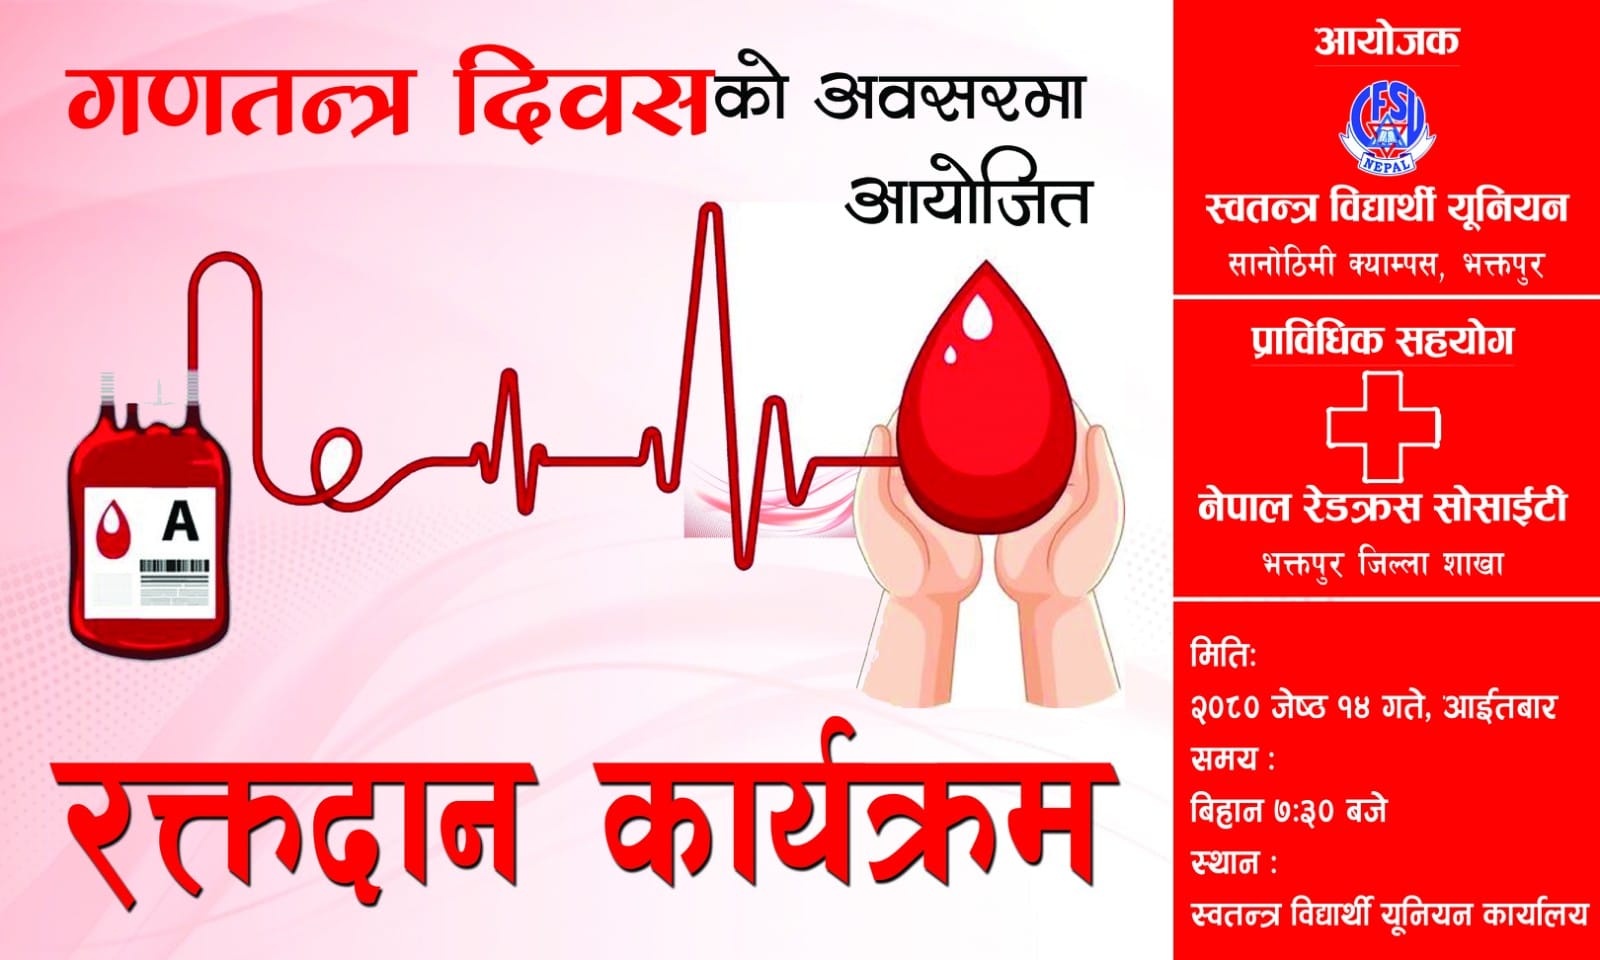 गणतन्त्र दिवसको अवसरमा
आयोजित
A
रक्तदान कार्यक्रम
आयोजक
FSU
NEPAL
स्वतन्त्र विद्यार्थी यूनियन
सानोठिमी क्याम्पस, भक्तपुर
प्राविधिक सहयोग
नेपाल रेडक्रस सोसाईटी
भक्तपुर जिल्ला शाखा
मिति:
२०८० जेष्ठ १४ गते, आईतबार
समय :
बिहान ७:३० बजे
स्थान :
स्वतन्त्र विद्यार्थी यूनियन कार्यालय